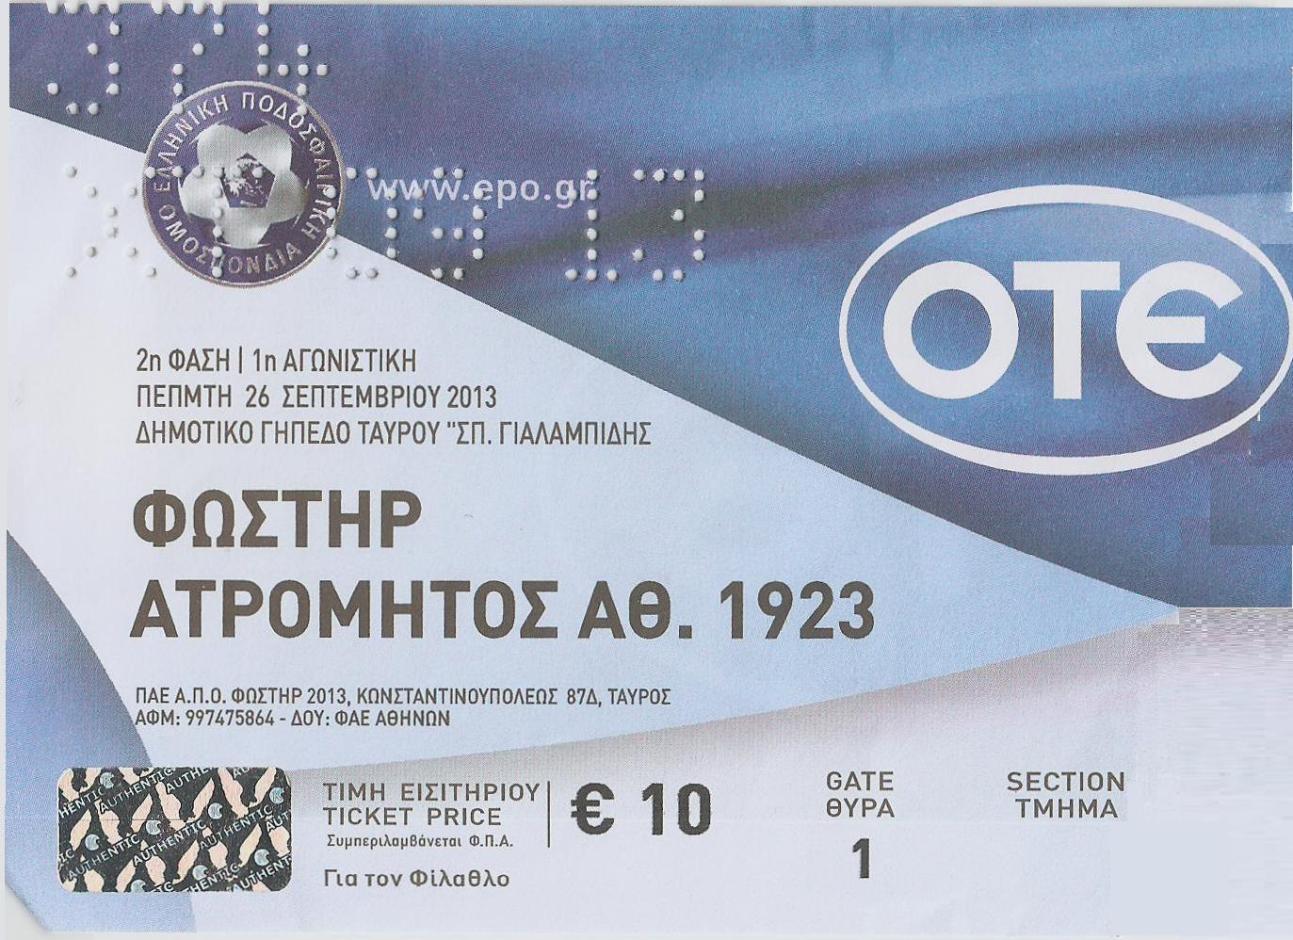 ΕΛΛΗΝΙΚΗ ΠΟΔΟΣΦΑΙΡΙΚΗ ΟΜΟΣΠΟΝΔΙΑ
www.epo.gr
ΟΤΕ
2η ΦΑΣΗ | 1η ΑΓΩΝΙΣΤΙΚΗ
ΠΕΠΜΤΗ 26 ΣΕΠΤΕΜΒΡΙΟΥ 2013
ΔΗΜΟΤΙΚΟ ΓΗΠΕΔΟ ΤΑΥΡΟΥ "ΣΠ. ΓΙΑΛΑΜΠΙΔΗΣ
ΦΩΣΤΗΡ
ΑΤΡΟΜΗΤΟΣ ΑΘ. 1923
ΠΑΕ Α.Π.Ο. ΦΩΣΤΗΡ 2013, ΚΩΝΣΤΑΝΤΙΝΟΥΠΟΛΕΩΣ 87Δ, ΤΑΥΡΟΣ
ΑΦΜ: 997475864 - ΔΟΥ: ΦΑΕ ΑΘΗΝΩΝ
AUTHENTIC
ΤΙΜΗ ΕΙΣΙΤΗΡΙΟΥ
TICKET PRICE
Συμπεριλαμβάνεται Φ.Π.Α.
€ 10
Για τον Φίλαθλο
GATE
ΘΥΡΑ
1
SECTION
ΤΜΗΜΑ